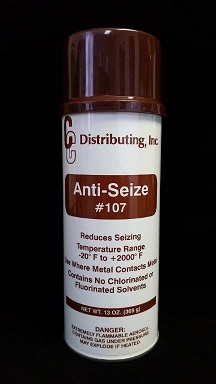 CC Distributing, Inc
Anti-Seize
#107
Reduces Seizing
Temperature Range
-20° F to +2000° F
Use Where Metal Contacts Metal
Contains No Chlorinated or
Fluorinated Solvents
NET WT. 13 OZ. (369 g)
DANGER:
EXTREMELY FLAMMABLE AEROSOL.
CONTAINS GAS UNDER PRESSURE,
MAY EXPLODE IF HEATED.